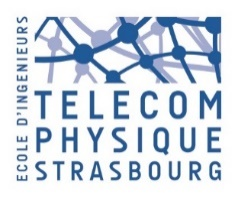 ECOLE D'INGENIEURS
TELECOM
PHYSIQUE
STRASBOURG